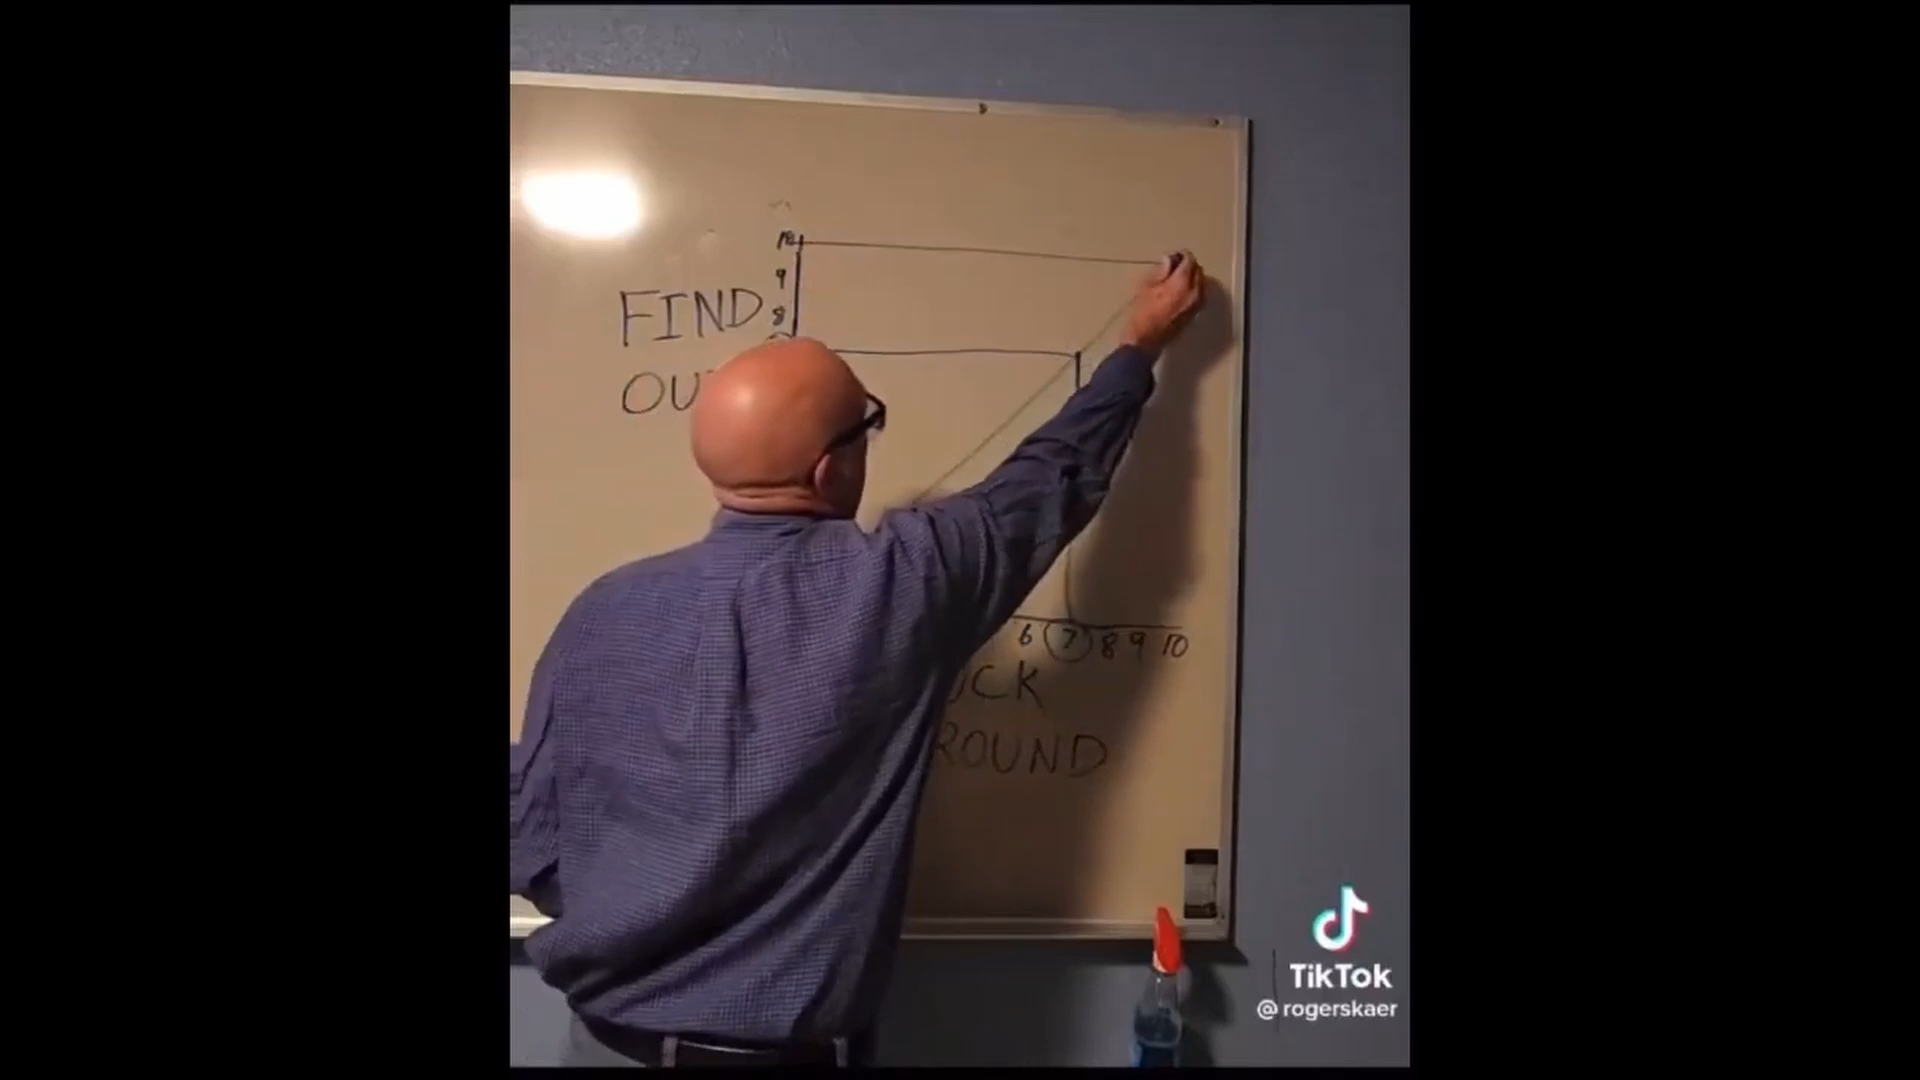 10
9
FIND
8
OU
6 7 8 9 10
UCK
ROUND
TikTok
@rogerskaer